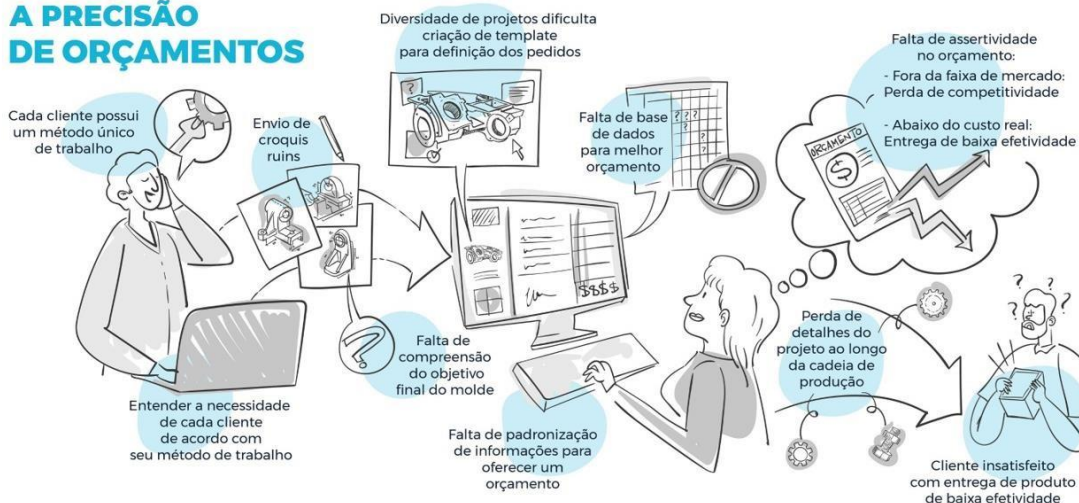 A PRECISÃO
DE ORÇAMENTOS
Cada cliente possui
um método único
de trabalho
Envio de
croquis
ruins
Diversidade de projetos dificulta
criação de template
para definição dos pedidos
?
Falta de base
de dados
para melhor
orçamento
? ? ?
?
?
?
?
Falta de assertividade
no orçamento:
- Fora da faixa de mercado:
Perda de competitividade
- Abaixo do custo real:
Entrega de baixa efetividade
ORÇAMENTO
$
$$$$
Entender a necessidade
de cada cliente
de acordo com
seu método de trabalho
?
Falta de
compreensão
do objetivo
final do molde
Falta de padronização
de informações para
oferecer um
orçamento
Perda de
detalhes do
projeto ao longo
da cadeia de
produção
? ? ? ?
Cliente insatisfeito
com entrega de produto
de baixa efetividade